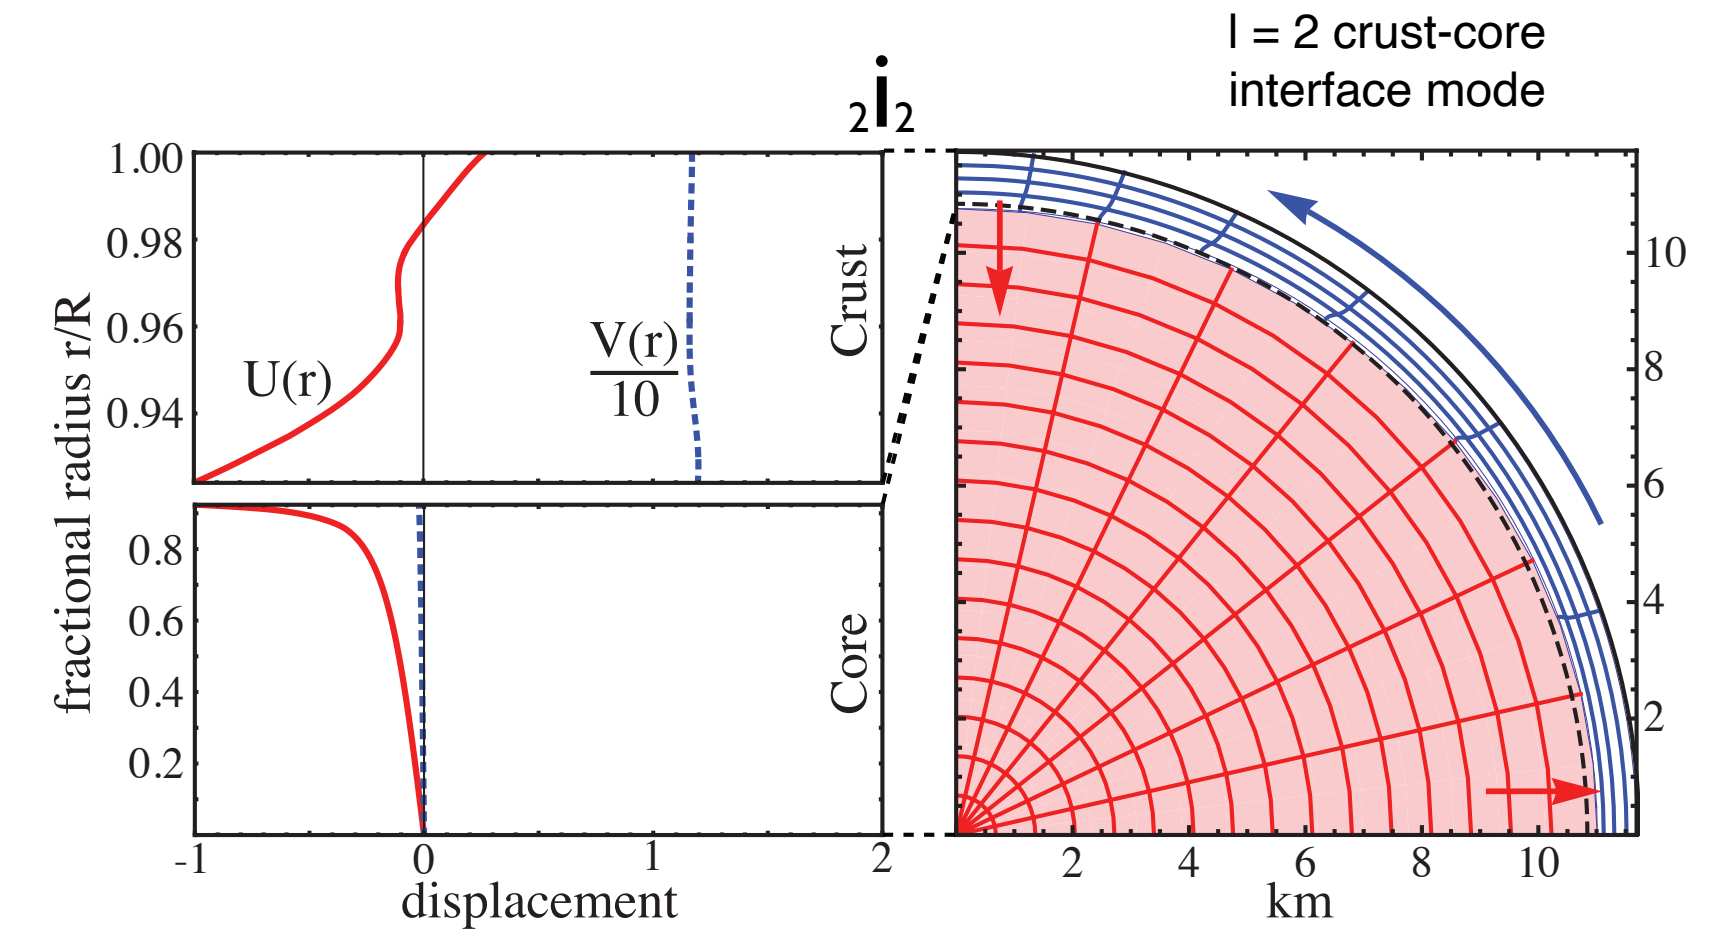 l = 2 crust-core
interface mode
₂i₂
1.00
0.98
0.96
0.94
U(r)
V(r)
10
Crust
0.8
0.6
0.4
0.2
Core
fractional radius r/R
-1 0 1 2
displacement
10
8
6
4
2
2 4 6 8 10
km